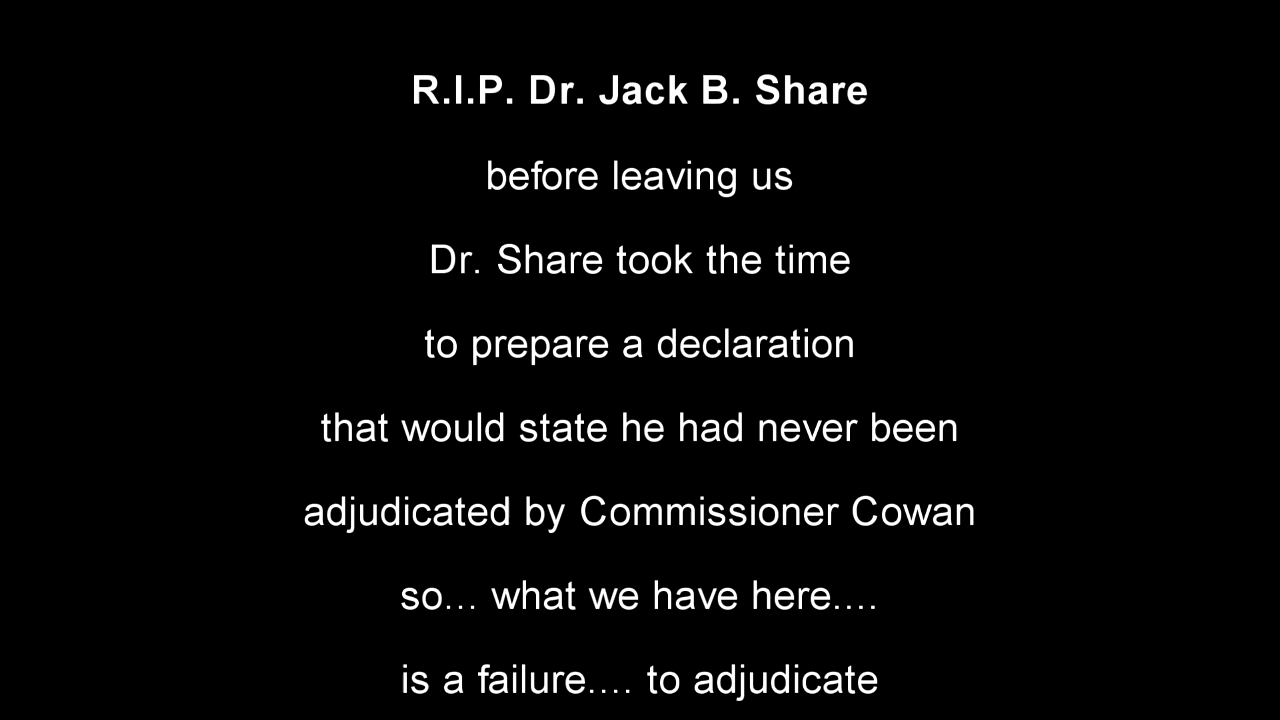 R.I.P. Dr. Jack B. Share
before leaving us
Dr. Share took the time
to prepare a declaration
that would state he had never been
adjudicated by Commissioner Cowan
so... what we have here....
is a failure.... to adjudicate